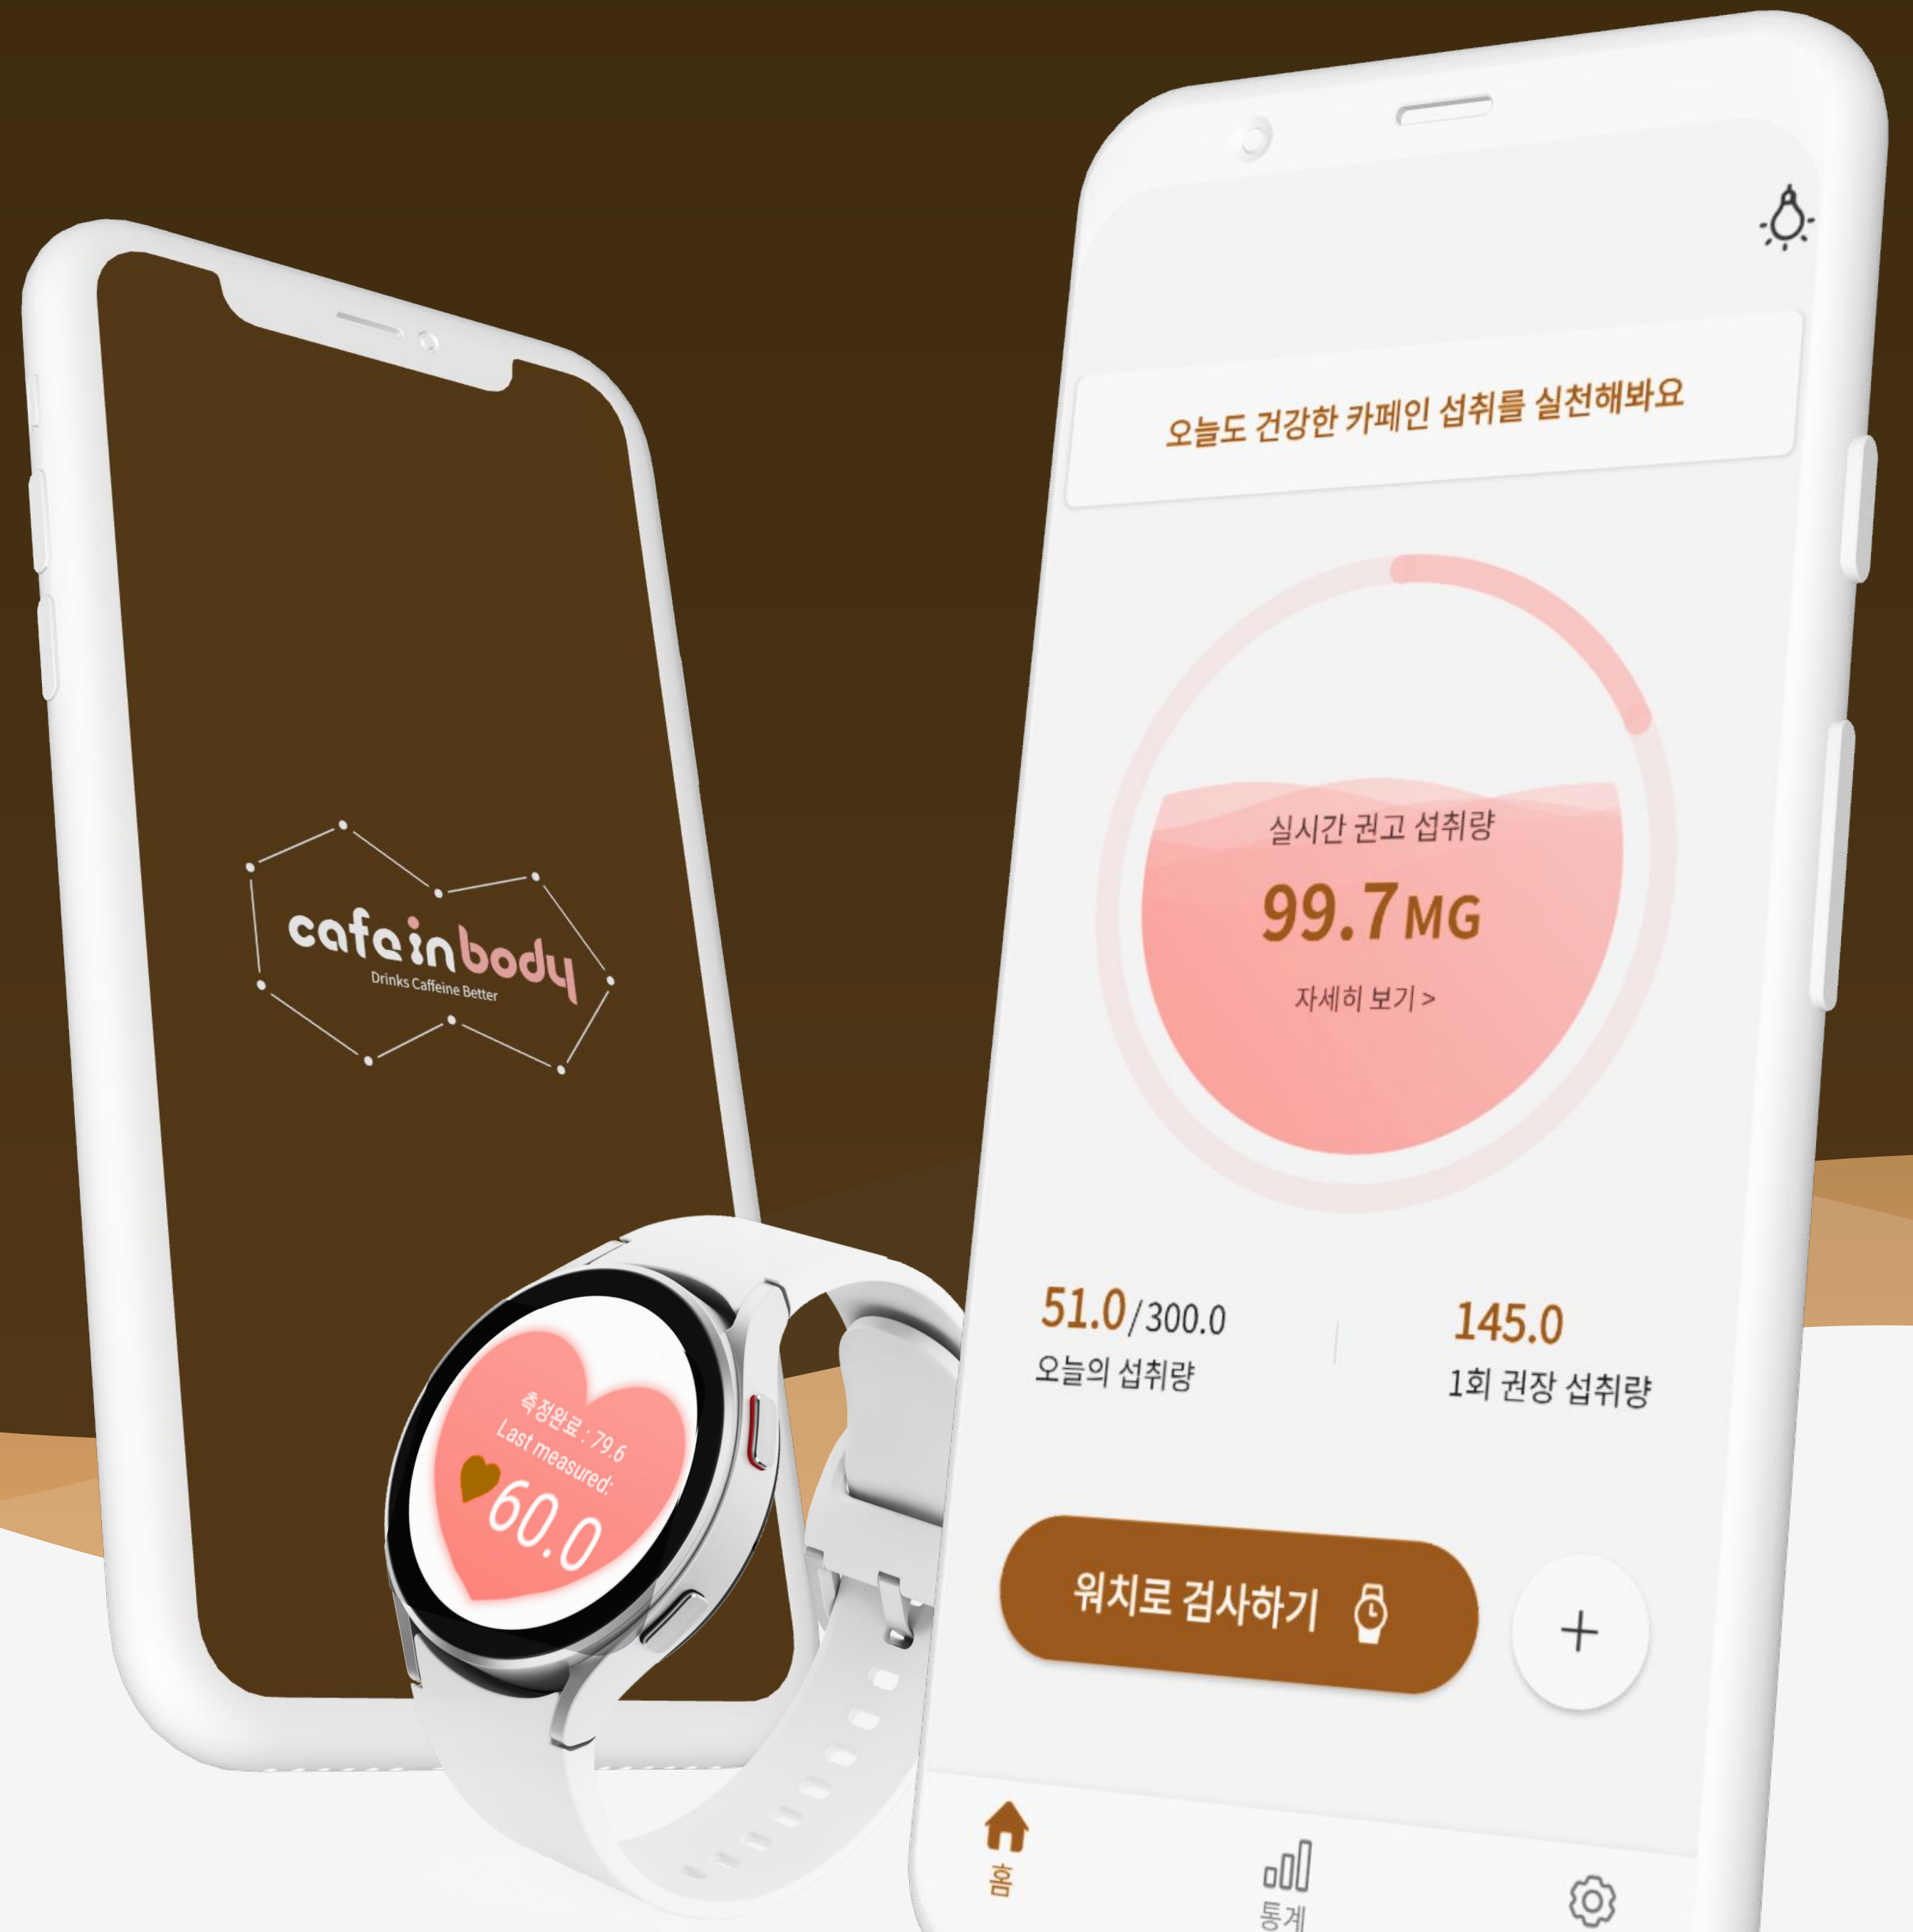 cafeinbody
Drinks Caffeine Better
측정완료 : 79.6
Last measured:
60.0
오늘도 건강한 카페인 섭취를 실천해봐요
실시간 권고 섭취량
99.7MG
자세히 보기 >
51.0/300.0
오늘의 섭취량
145.0
1회 권장 섭취량
워치로 검사하기
+
홈
통계